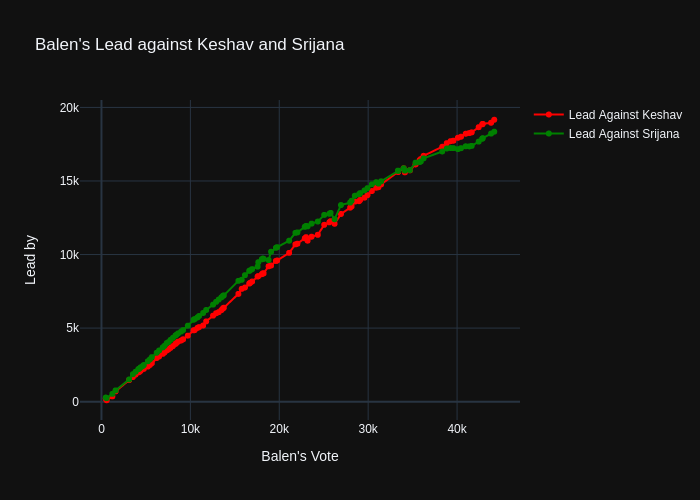 Balen's Lead against Keshav and Srijana
Lead Against Keshav
Lead Against Srijana
20k
15k
10k
5k
0
Lead by
0 10k 20k 30k 40k
Balen's Vote